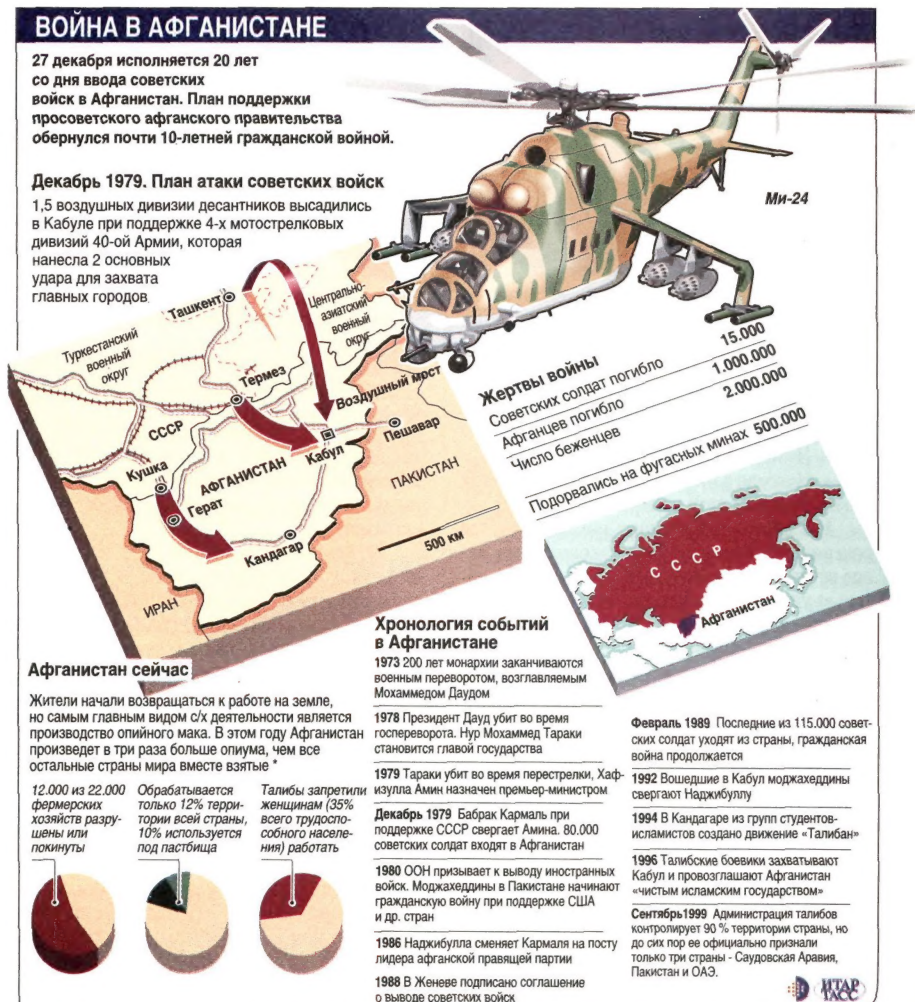 ВОЙНА В АФГАНИСТАНЕ
27 декабря исполняется 20 лет
со дня ввода советских
войск в Афганистан. План поддержки
просоветского афганского правительства
обернулся почти 10-летней гражданской войной.
Декабрь 1979. План атаки советских войск
1,5 воздушных дивизии десантников высадились
в Кабуле при поддержке 4-х мотострелковых
дивизий 40-ой Армии, которая
нанесла 2 основных
удара для захвата
главных городов
Ми-24
Ташкент
Центрально-
азиатский
военный
округ
Туркестанский
военный
округ
Термез
Воздушный мост
СССР
Пешавар
Кабул
Кушка
АФГАНИСТАН
ПАКИСТАН
Герат
Кандагар
500 км
ИРАН
Жертвы войны
Советских солдат погибло 15.000
Афганцев погибло 1.000.000
Число беженцев 2.000.000
Подорвались на фугасных минах 500.000
СССР
Афганистан
Афганистан сейчас
Жители начали возвращаться к работе на земле,
но самым главным видом с/х деятельности является
производство опийного мака. В этом году Афганистан
произведет в три раза больше опиума, чем все
остальные страны мира вместе взятые *
12.000 из 22.000
фермерских
хозяйств разру-
шены или
покинуты
Обрабатывается
только 12% терри-
тории всей страны,
10% используется
под пастбища
Талибы запретили
женщинам (35%
всего трудоспо-
собного населе-
ния) работать
Хронология событий
в Афганистане
1973 200 лет монархии заканчиваются
военным переворотом, возглавляемым
Мохаммедом Даудом
1978 Президент Дауд убит во время
госпереворота. Нур Мохаммед Тараки
становится главой государства
1979 Тараки убит во время перестрелки, Хаф-
изулла Амин назначен премьер-министром
Декабрь 1979 Бабрак Кармаль при
поддержке СССР свергает Амина. 80.000
советских солдат входят в Афганистан
1980 ООН призывает к выводу иностранных
войск. Моджахеддины в Пакистане начинают
гражданскую войну при поддержке США
и др. стран
1986 Наджибулла сменяет Кармаля на посту
лидера афганской правящей партии
1988 В Женеве подписано соглашение
о выводе советских войск
Февраль 1989 Последние из 115.000 совет-
ских солдат уходят из страны, гражданская
война продолжается
1992 Вошедшие в Кабул моджахеддины
свергают Наджибуллу
1994 В Кандагаре из групп студентов-
исламистов создано движение «Талибан»
1996 Талибские боевики захватывают
Кабул и провозглашают Афганистан
«чистым исламским государством»
Сентябрь1999 Администрация талибов
контролирует 90 % территории страны, но
до сих пор ее официально признали
только три страны - Саудовская Аравия,
Пакистан и ОАЭ.
ИТАР
ТАСС